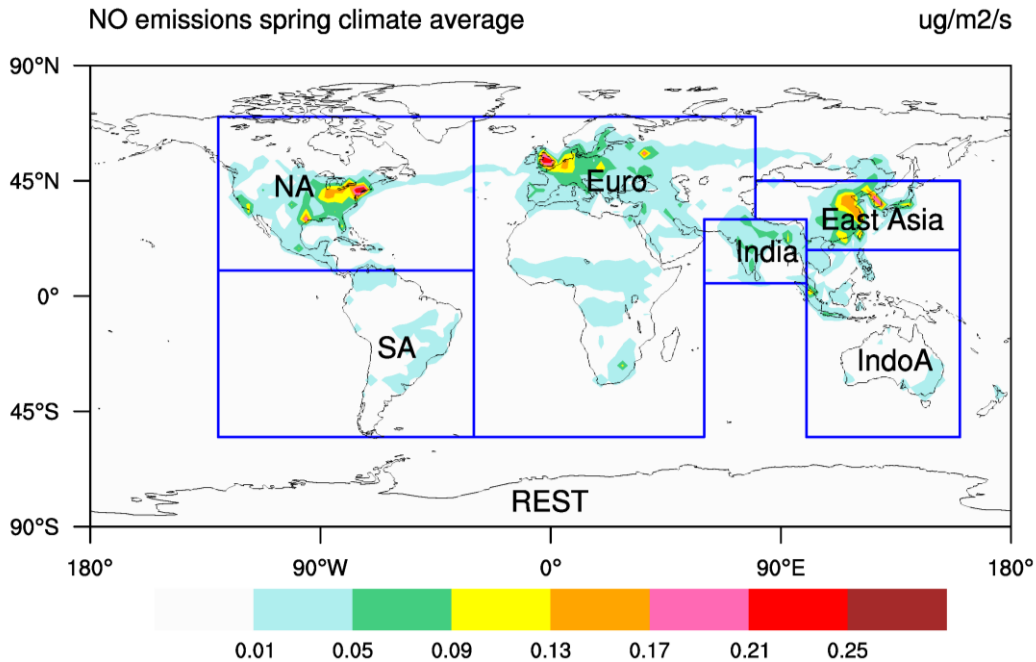 NO emissions spring climate average ug/m2/s
90°N
45°N
0°
45°S
90°S
NA
Euro
East Asia
India
SA
IndoA
REST
180° 90°W 0° 90°E 180°
0.01 0.05 0.09 0.13 0.17 0.21 0.25